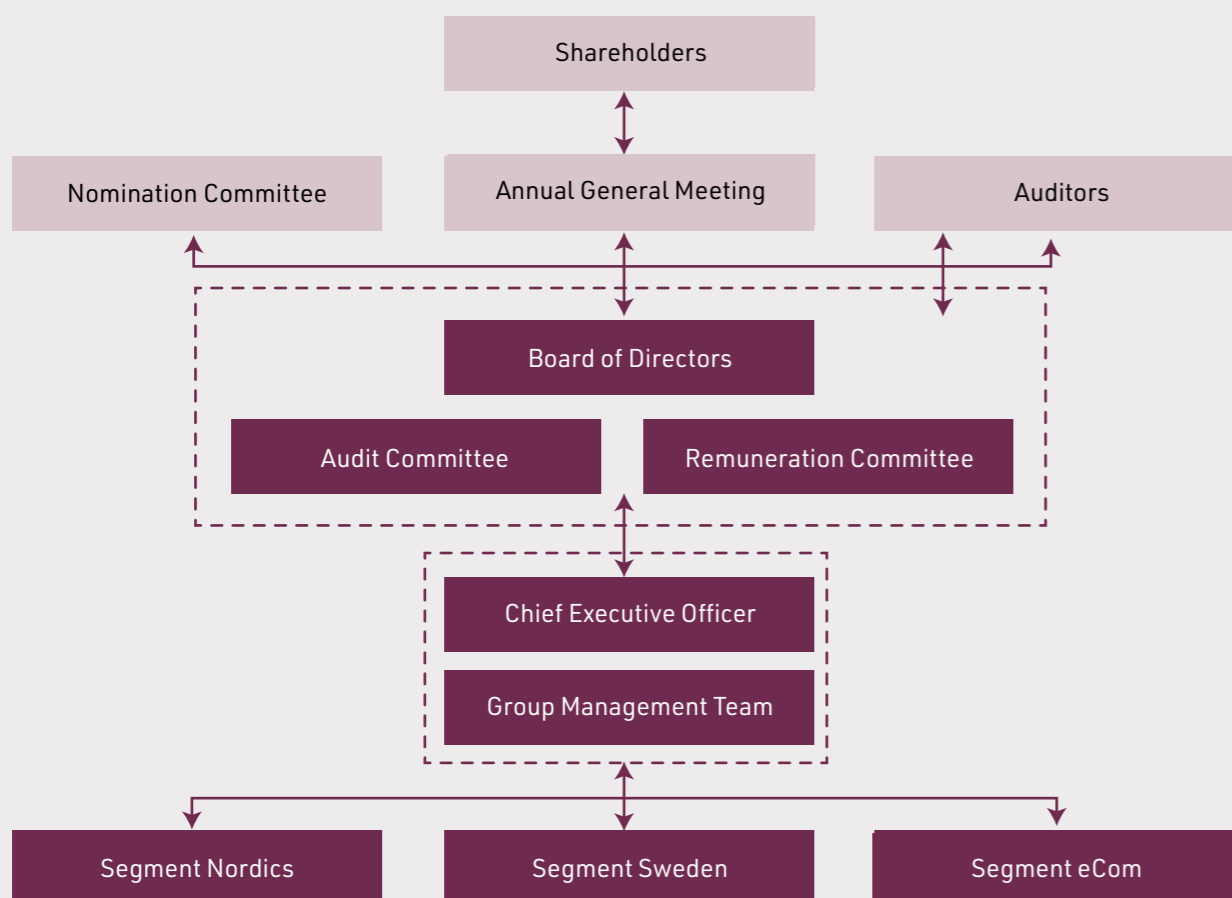 Shareholders
Nomination Committee
Annual General Meeting
Auditors
Board of Directors
Audit Committee
Remuneration Committee
Chief Executive Officer
Group Management Team
Segment Nordics
Segment Sweden
Segment eCom